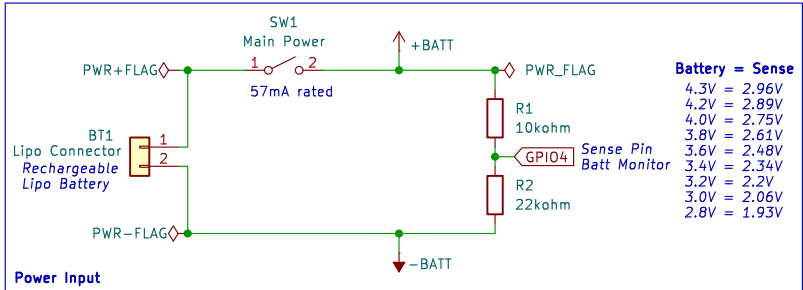 SW1
Main Power
1 2
57mA rated
PWR+FLAG
+BATT
PWR_FLAG
BT1
Lipo Connector
Rechargeable
Lipo Battery
1
2
R1
10kohm
GPIO4
Sense Pin
Batt Monitor
R2
22kohm
PWR-FLAG
-BATT
Battery = Sense
4.3V = 2.96V
4.2V = 2.89V
4.0V = 2.75V
3.8V = 2.61V
3.6V = 2.48V
3.4V = 2.34V
3.2V = 2.2V
3.0V = 2.06V
2.8V = 1.93V
Power Input